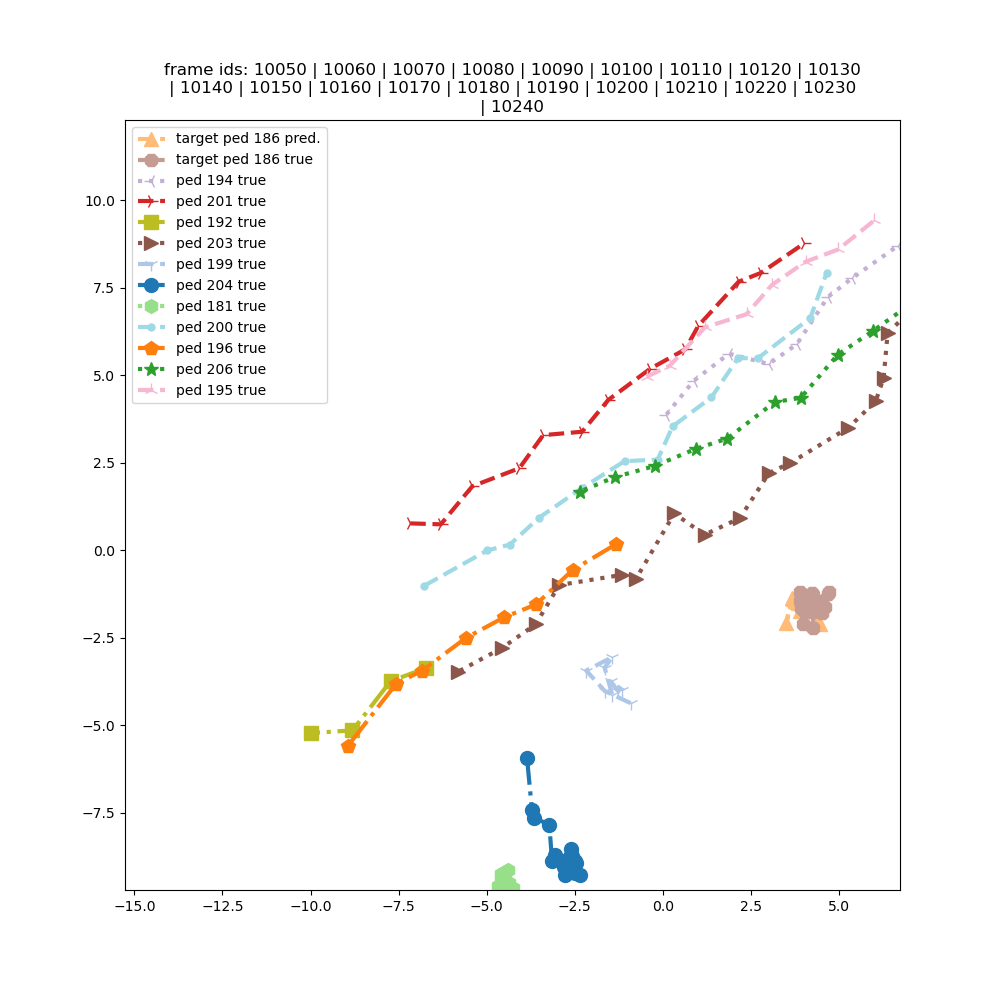 frame ids: 10050 | 10060 | 10070 | 10080 | 10090 | 10100 | 10110 | 10120 | 10130
| 10140 | 10150 | 10160 | 10170 | 10180 | 10190 | 10200 | 10210 | 10220 | 10230
| 10240
target ped 186 pred.
target ped 186 true
ped 194 true
ped 201 true
ped 192 true
ped 203 true
ped 199 true
ped 204 true
ped 181 true
ped 200 true
ped 196 true
ped 206 true
ped 195 true
10.0
7.5
5.0
2.5
0.0
−2.5
−5.0
−7.5
−15.0 −12.5 −10.0 −7.5 −5.0 −2.5 0.0 2.5 5.0